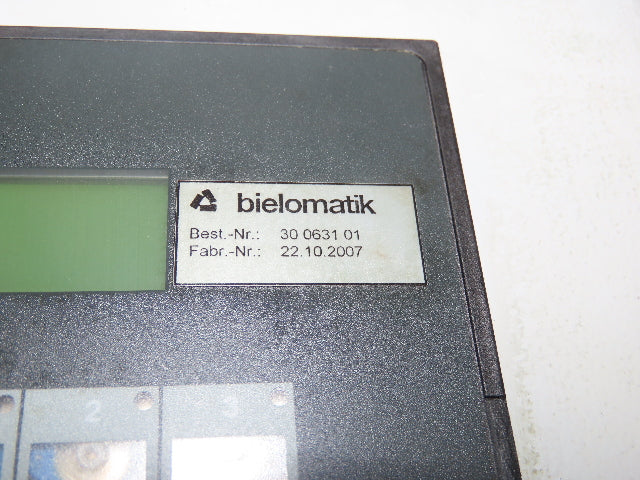 bielomatik
Best.-Nr.: 30 0631 01
Fabr.-Nr.: 22.10.2007
2 3